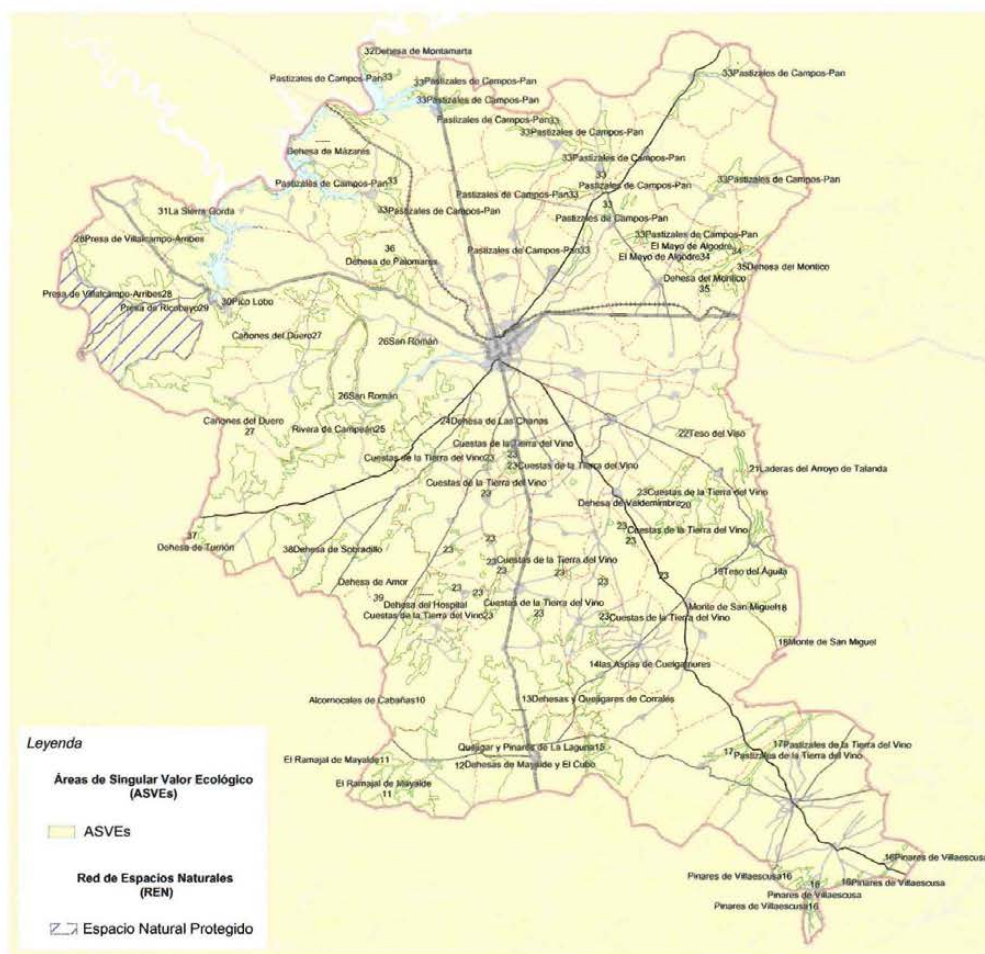 32Dehesa de Montamarta
Pastizales de Campos-Pan33
33Pastizales de Campos-Pan
33Pastizales de Campos-Pan
33Pastizales de Campos-Pan
Pastizales de Campos-Pan33
33Pastizales de Campos-Pan
Dehesa de Mázares
33Pastizales de Campos-Pan
33
Pastizales de Campos-Pan
33Pastizales de Campos-Pan
Pastizales de Campos-Pan33
Pastizales de Campos-Pan33
33
31La Sierra Gorda
33Pastizales de Campos-Pan
Pastizales de Campos-Pan
28Presa de Villalcampo-Arribes
33Pastizales de Campos-Pan
36
Dehesa de Palomares
Pastizales de Campos-Pan33
El Mayo de Algodre
34
El Mayo de Algodre34
35Dehesa del Montico
Dehesa del Montico
35
Presa de Villalcampo-Arribes28
30Pico Lobo
Presa de Ricobayo29
Cañones del Duero27
26San Román
26San Román
Cañones del Duero
27
Rivera de Campeán25
24Dehesa de Las Chanas
22Teso del Viso
Cuestas de la Tierra del Vino
23
Cuestas de la Tierra del Vino23
23Cuestas de la Tierra del Vino
21Laderas del Arroyo de Talanda
Cuestas de la Tierra del Vino
23
23Cuestas de la Tierra del Vino
Dehesa de Valdemimbre20
23
Cuestas de la Tierra del Vino
23
37
Dehesa de Turrión
38Dehesa de Sobradillo
23
23
23Cuestas de la Tierra del Vino
23
23
23
19Teso del Águila
Dehesa de Amor
39
23
23
23
Dehesa del Hospital
Cuestas de la Tierra del Vino
Monte de San Miguel18
Cuestas de la Tierra del Vino23
23
23Cuestas de la Tierra del Vino
18Monte de San Miguel
14las Aspas de Cuelgamures
Alcornocales de Cabañas10
13Dehesas y Quejigares de Corrales
17Pastizales de la Tierra del Vino
17
Pastizales de la Tierra del Vino
Quejigar y Pinares de La Laguna15
El Ramajal de Mayalde11
12Dehesas de Mayalde y El Cubo
El Ramajal de Mayalde
11
16Pinares de Villaescusa
Pinares de Villaescusa16
16
16Pinares de Villaescusa
Pinares de Villaescusa
Pinares de Villaescusa16
Leyenda
Áreas de Singular Valor Ecológico
(ASVEs)
ASVEs
Red de Espacios Naturales
(REN)
Espacio Natural Protegido